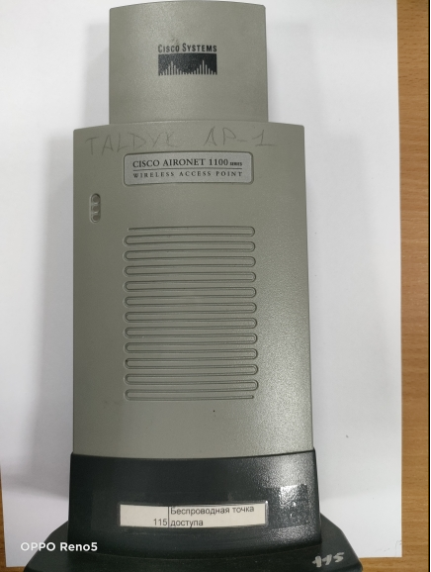 CISCO SYSTEMS
TALDYK AP-1
CISCO AIRONET 1100 SERIES
WIRELESS ACCESS POINT
Беспроводная точка
115 доступа
115
OPPO Reno5